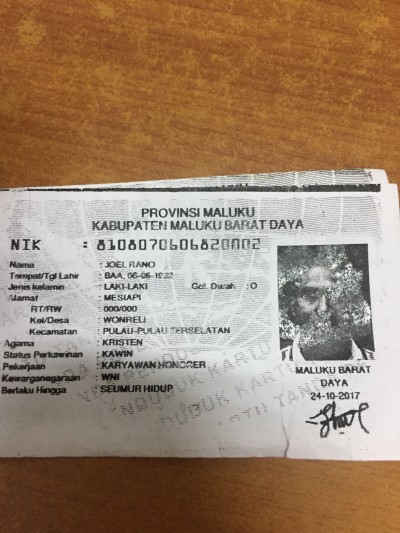 PROVINSI MALUKU
KABUPATEN MALUKU BARAT DAYA
NIK : 8108070606820002
Nama : JOEL RANO
Tempat/Tgl Lahir : BAA, 06-06-1982
Jenis kelamin : LAKI-LAKI Gol. Darah : O
Alamat : MESIAPI
RT/RW : 000/000
Kel/Desa : WONRELI
Kecamatan : PULAU-PULAU TERSELATAN
Agama : KRISTEN
Status Perkawinan : KAWIN
Pekerjaan : KARYAWAN HONORER
Kewarganegaraan : WNI
Berlaku Hingga : SEUMUR HIDUP
MALUKU BARAT
DAYA
24-10-2017